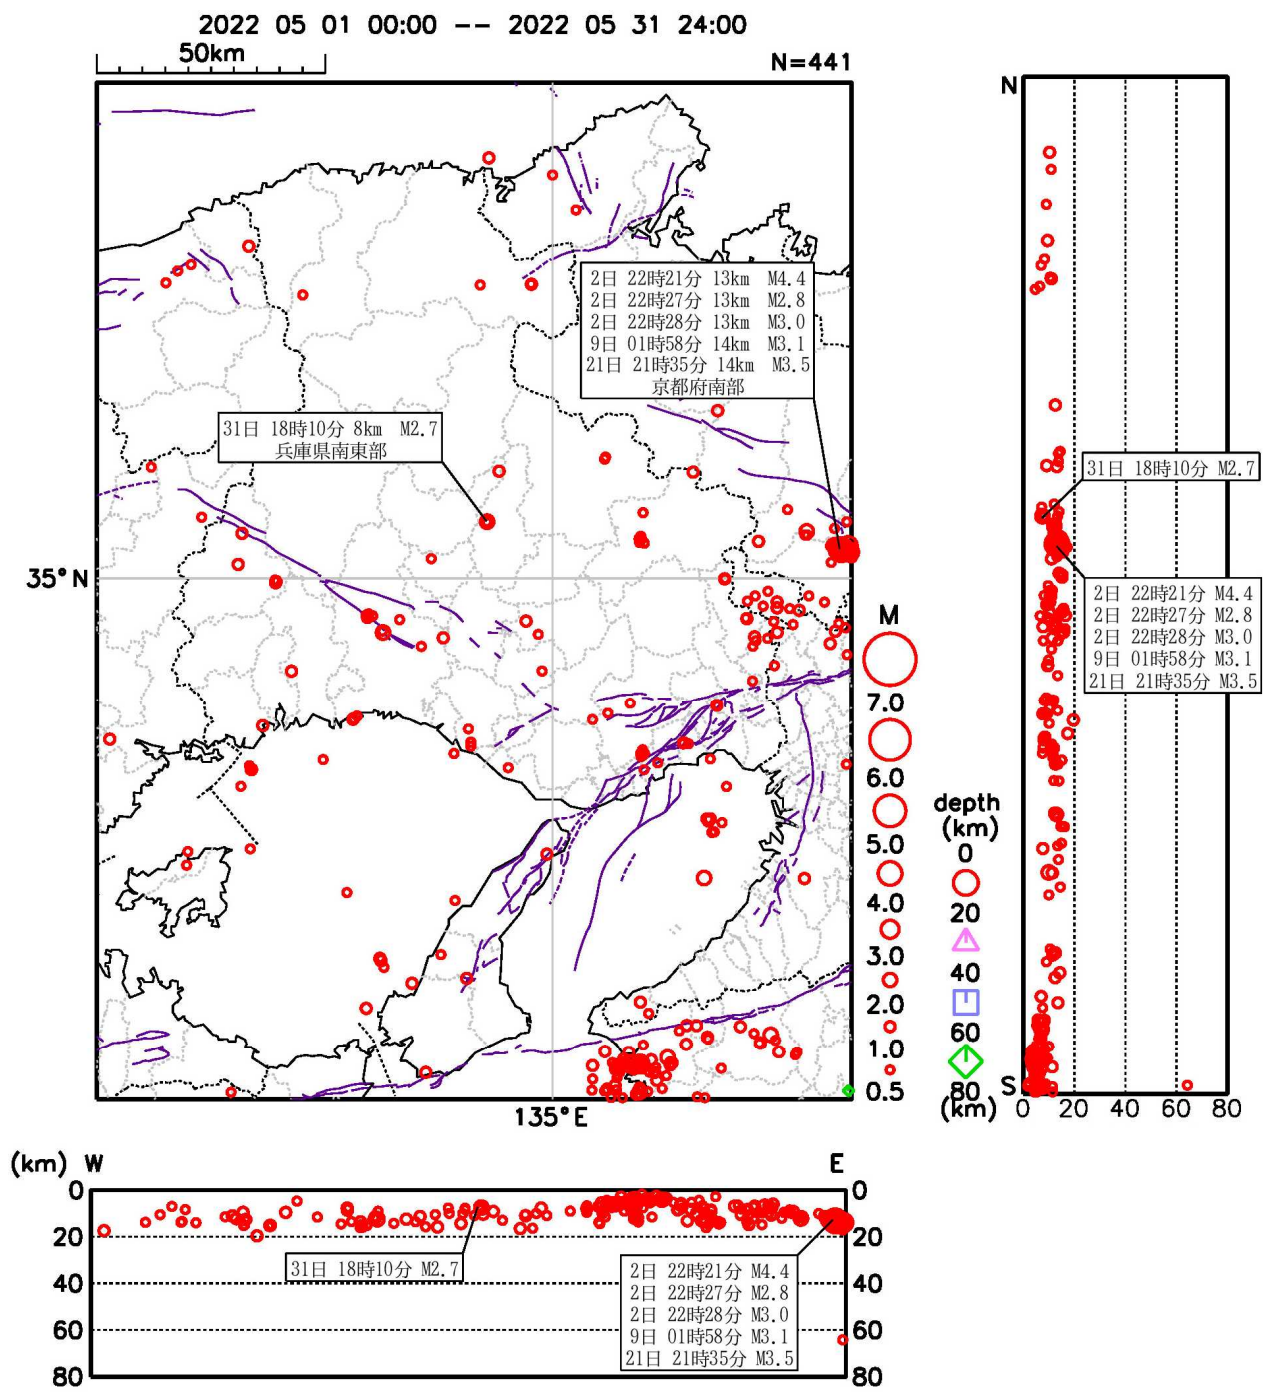 2022 05 01 00:00 -- 2022 05 31 24:00
50km
N=441
N
2日 22時21分 13km M4.4
2日 22時27分 13km M2.8
2日 22時28分 13km M3.0
9日 01時58分 14km M3.1
21日 21時35分 14km M3.5
京都府南部
31日 18時10分 8km M2.7
兵庫県南東部
31日 18時10分 M2.7
35°N
2日 22時21分 M4.4
2日 22時27分 M2.8
2日 22時28分 M3.0
9日 01時58分 M3.1
21日 21時35分 M3.5
M
7.0
6.0
5.0
4.0
3.0
2.0
1.0
0.5
depth
(km)
0
20
40
60
80
(km)
S
0 20 40 60 80
135°E
(km) W E
0 0
20 20
31日 18時10分 M2.7
2日 22時21分 M4.4
2日 22時27分 M2.8
2日 22時28分 M3.0
9日 01時58分 M3.1
21日 21時35分 M3.5
40 40
60 60
80 80